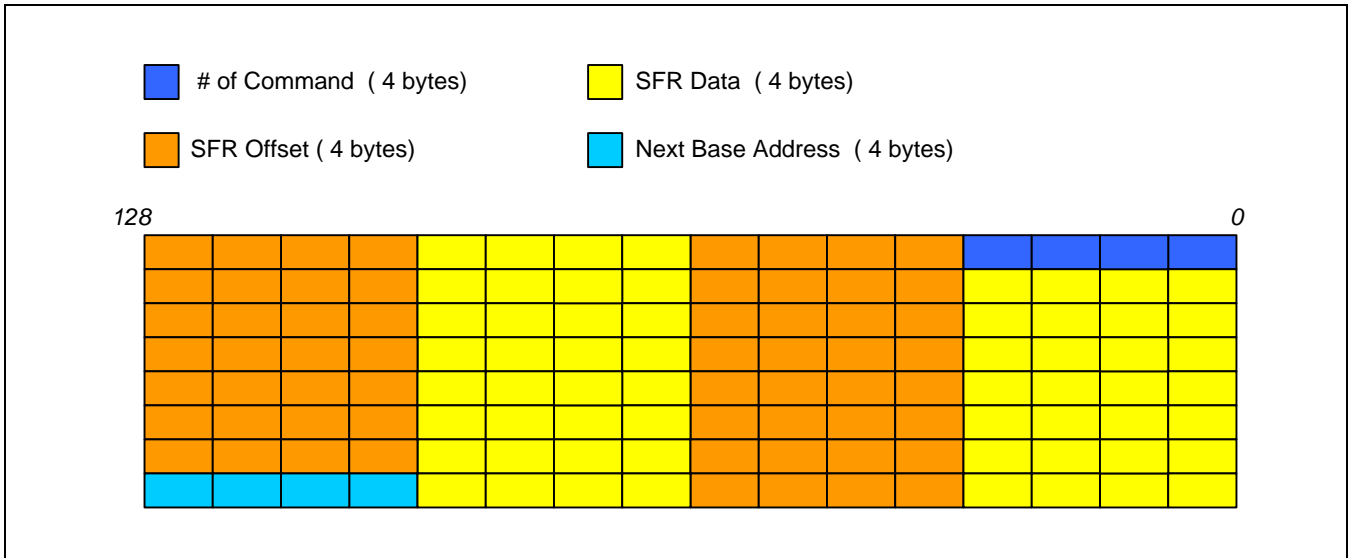 # of Command ( 4 bytes)
SFR Data ( 4 bytes)
SFR Offset ( 4 bytes)
Next Base Address ( 4 bytes)
128
0